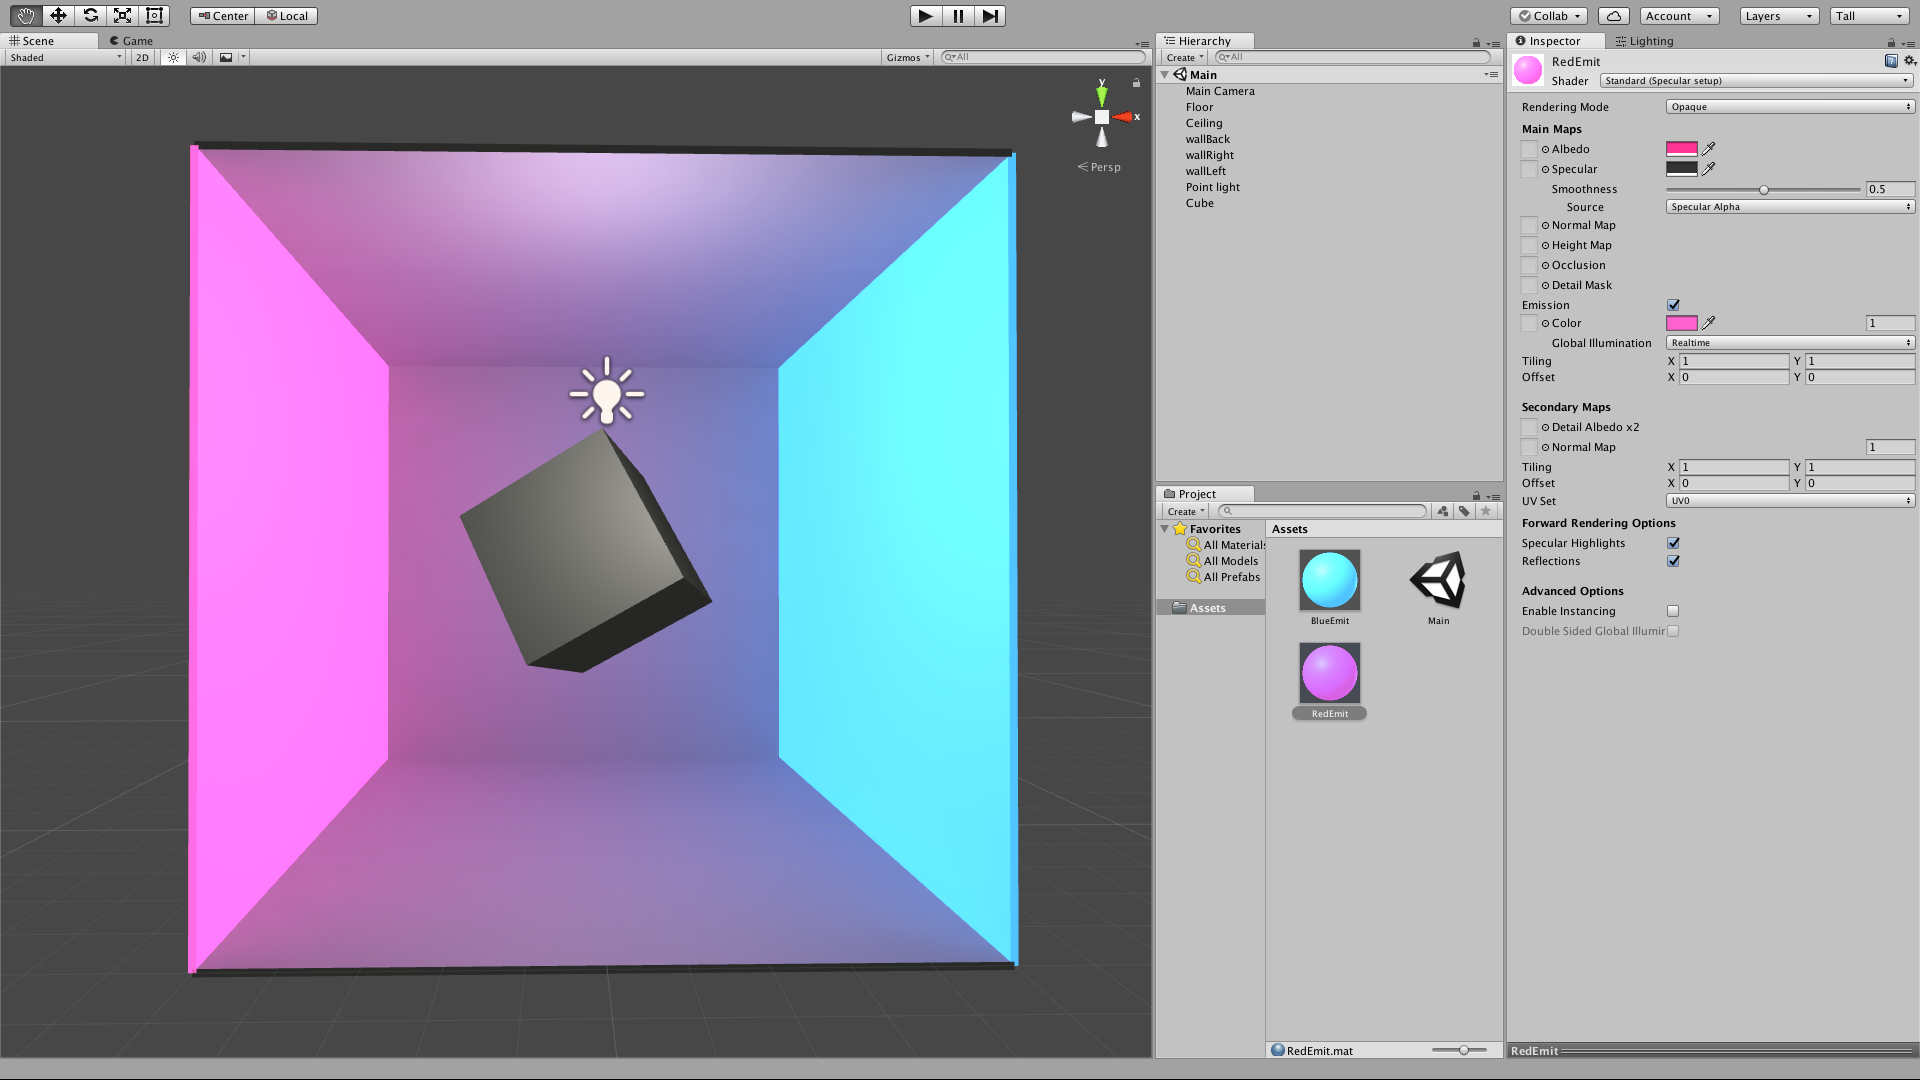 Center
Local
Collab
Account
Layers
Tall
Scene
Game
Shaded
2D
Gizmos
All
y
x
Persp
Hierarchy
Create
All
Main
Main Camera
Floor
Ceiling
wallBack
wallRight
wallLeft
Point light
Cube
Project
Create
Favorites
All Materials
All Models
All Prefabs
Assets
Assets
BlueEmit
Main
RedEmit
RedEmit.mat
Inspector
Lighting
RedEmit
Shader
Standard (Specular setup)
Rendering Mode
Opaque
Main Maps
Albedo
Specular
Smoothness
0.5
Source
Specular Alpha
Normal Map
Height Map
Occlusion
Detail Mask
Emission
Color
1
Global Illumination
Realtime
Tiling X 1 Y 1
Offset X 0 Y 0
Secondary Maps
Detail Albedo x2
Normal Map
1
Tiling X 1 Y 1
Offset X 0 Y 0
UV Set
UV0
Forward Rendering Options
Specular Highlights
Reflections
Advanced Options
Enable Instancing
Double Sided Global Illumir
RedEmit